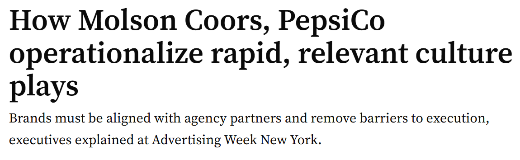 How Molson Coors, PepsiCo
operationalize rapid, relevant culture
plays
Brands must be aligned with agency partners and remove barriers to execution,
executives explained at Advertising Week New York.